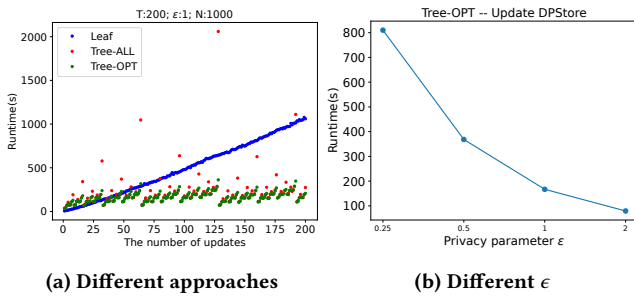 T:200; ε:1; N:1000
Leaf
Tree-ALL
Tree-OPT
2000
1500
1000
500
0
Runtime(s)
0 25 50 75 100 125 150 175 200
The number of updates
(a) Different approaches
Tree-OPT -- Update DPStore
800
700
600
500
400
300
200
100
Runtime(s)
0.25 0.5 1 2
Privacy parameter ε
(b) Different ϵ